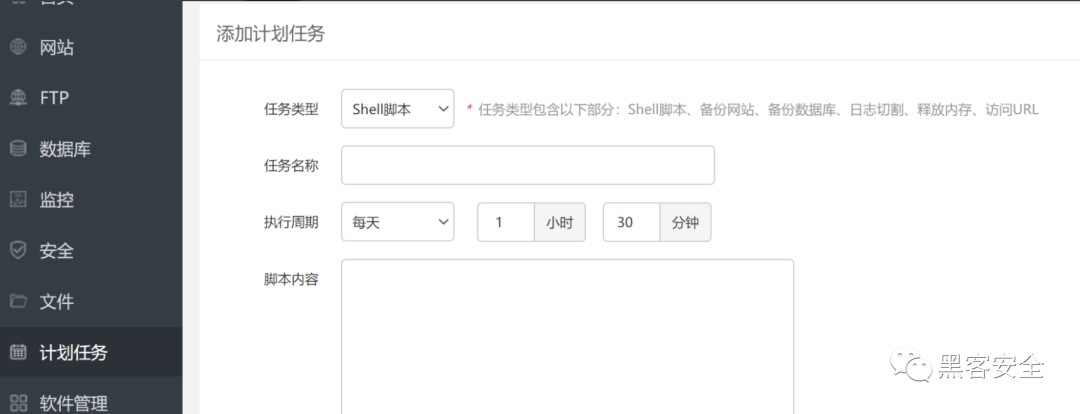 首页
网站
FTP
数据库
监控
安全
文件
计划任务
软件管理
添加计划任务
任务类型 Shell脚本 * 任务类型包含以下部分：Shell脚本、备份网站、备份数据库、日志切割、释放内存、访问URL
任务名称
执行周期 每天 1 小时 30 分钟
脚本内容
黑客安全